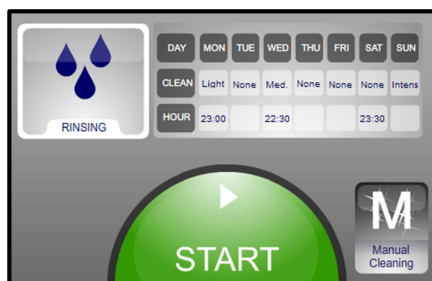 DAY MON TUE WED THU FRI SAT SUN
CLEAN Light None Med. None None None Intens
HOUR 23:00 22:30 23:30
RINSING
START
M
Manual
Cleaning